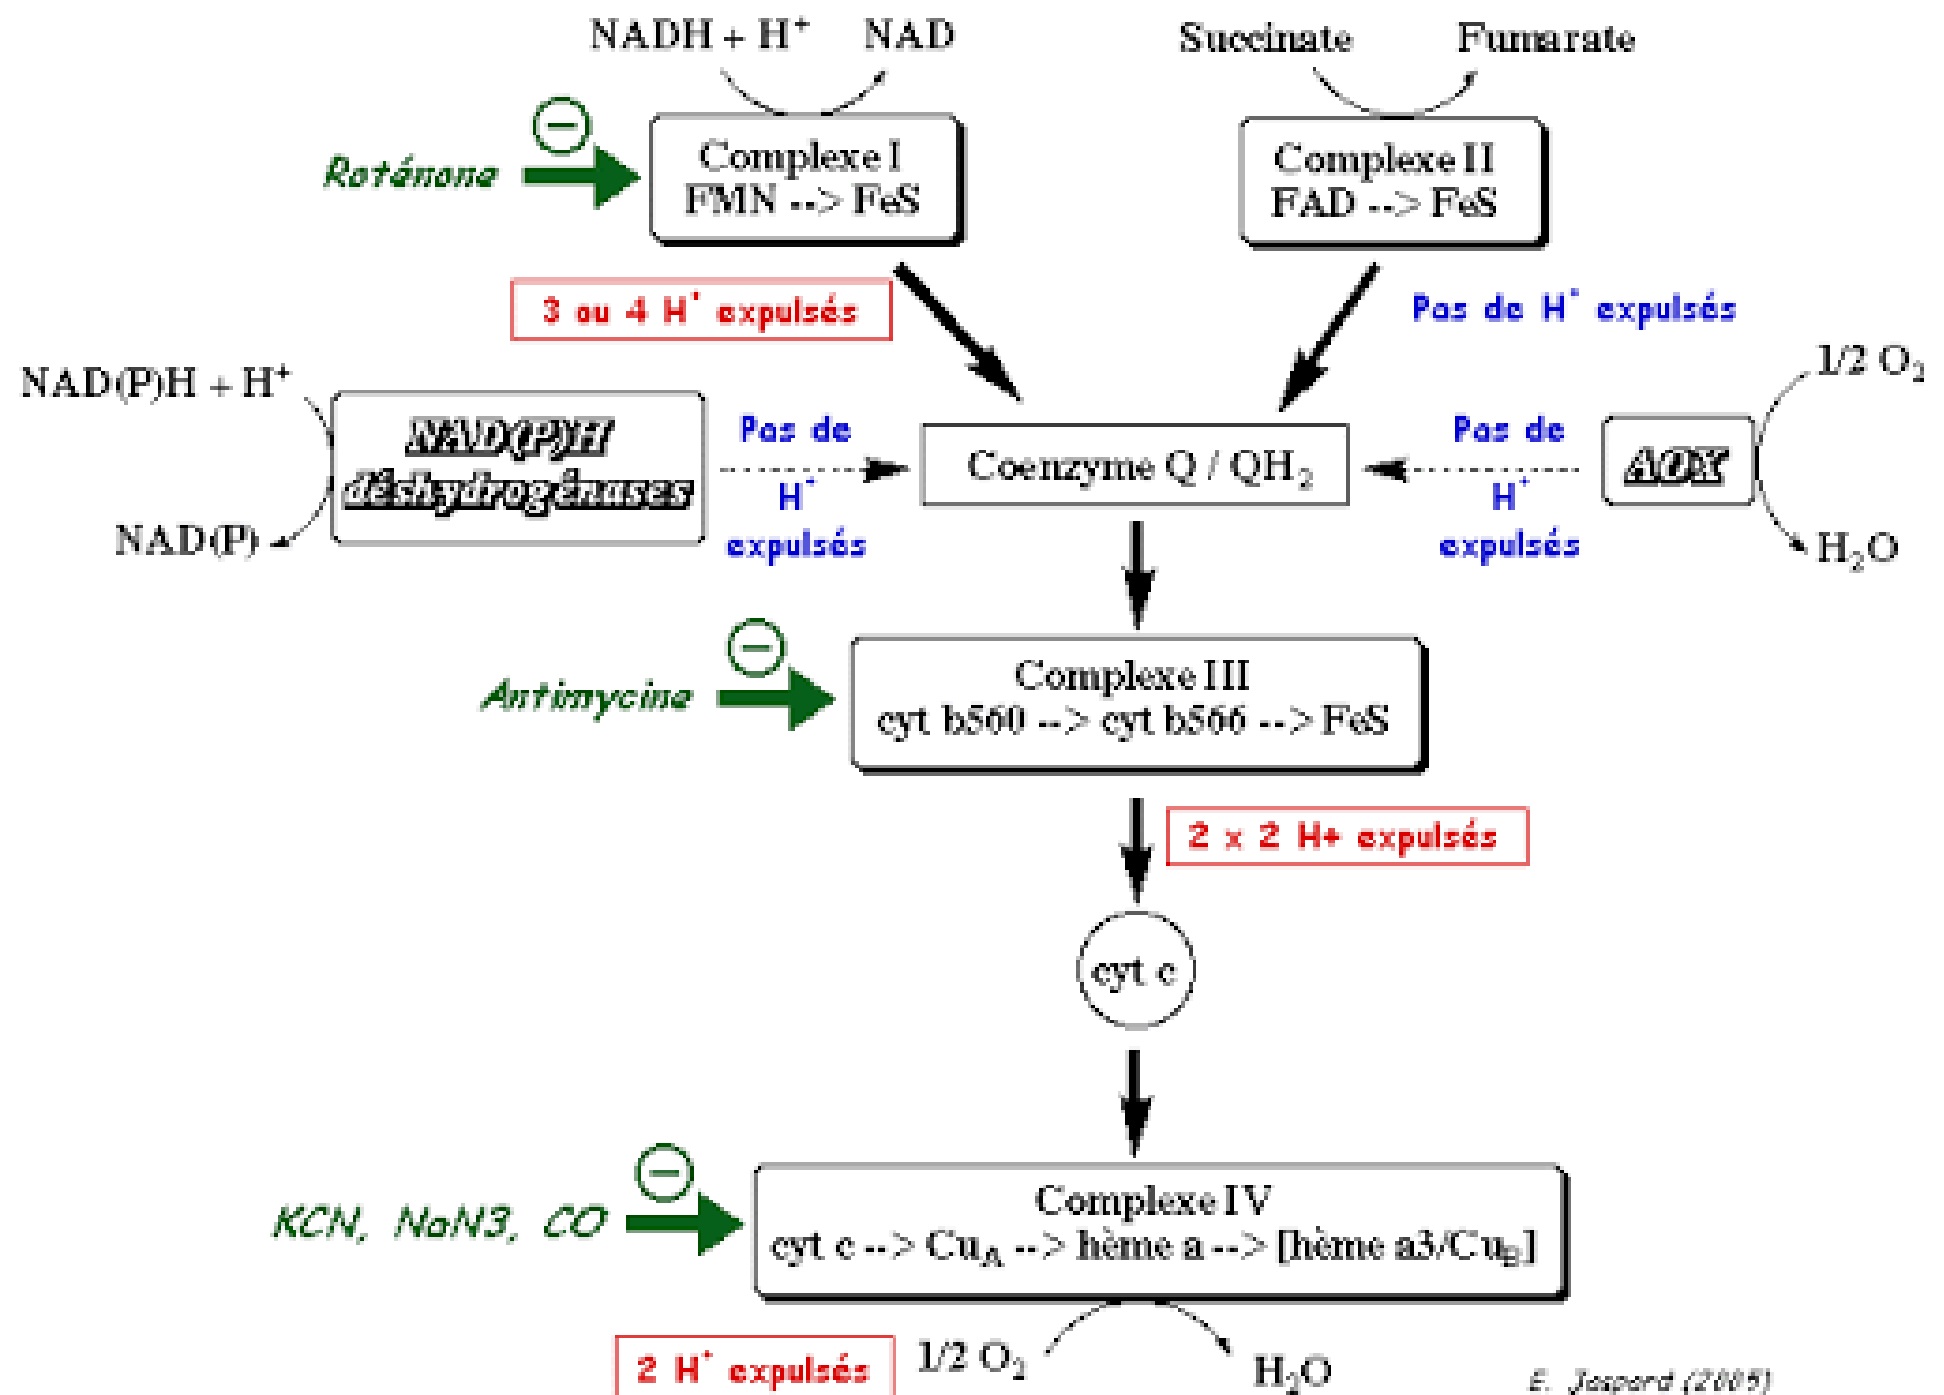 NADH + H⁺ NAD
Succinate Fumarate
Roténone
Complexe I
FMN --> FeS
Complexe II
FAD --> FeS
3 ou 4 H⁺ expulsés
Pas de H⁺ expulsés
NAD(P)H + H⁺
NAD(P)H
déshydrogénases
NAD(P)
Pas de
H⁺
expulsés
Coenzyme Q / QH₂
Pas de
H⁺
expulsés
AOX
1/2 O₂
H₂O
Antimycine
Complexe III
cyt b560 --> cyt b566 --> FeS
2 x 2 H+ expulsés
cyt c
KCN, NaN3, CO
Complexe IV
cyt c --> Cu_A --> hème a --> [hème a3/Cu_B]
2 H⁺ expulsés
1/2 O₂ H₂O
E. Jaspard (2005)